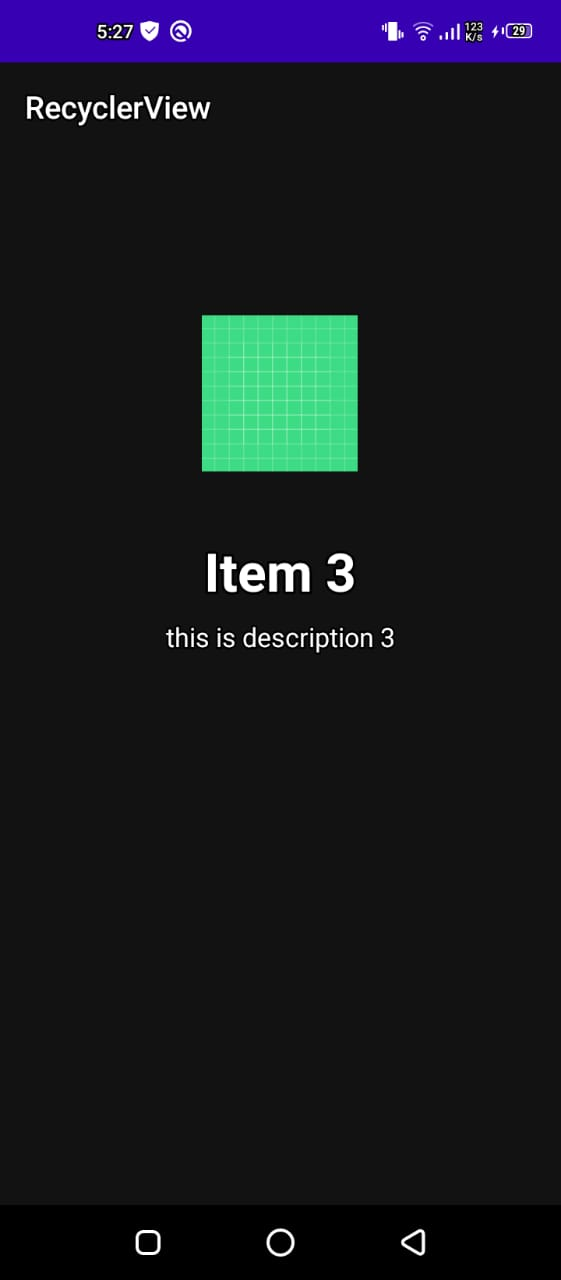 5:27 123 K/s 29
RecyclerView
Item 3
this is description 3